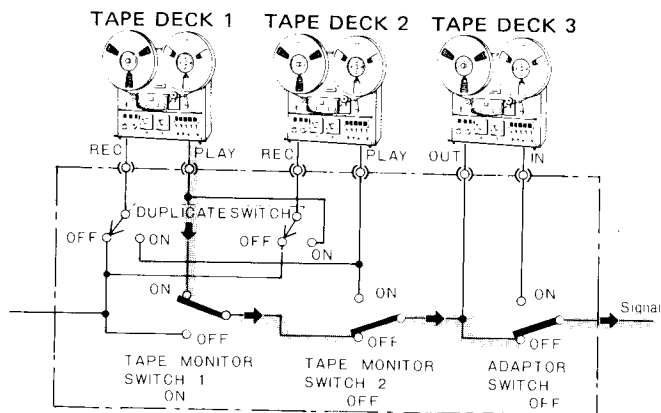 TAPE DECK 1 TAPE DECK 2 TAPE DECK 3
REC PLAY REC PLAY OUT IN
DUPLICATE SWITCH
OFF ON OFF ON
ON ON ON
Signal
OFF OFF OFF
TAPE MONITOR SWITCH 1 ON
TAPE MONITOR SWITCH 2 OFF
ADAPTOR SWITCH OFF